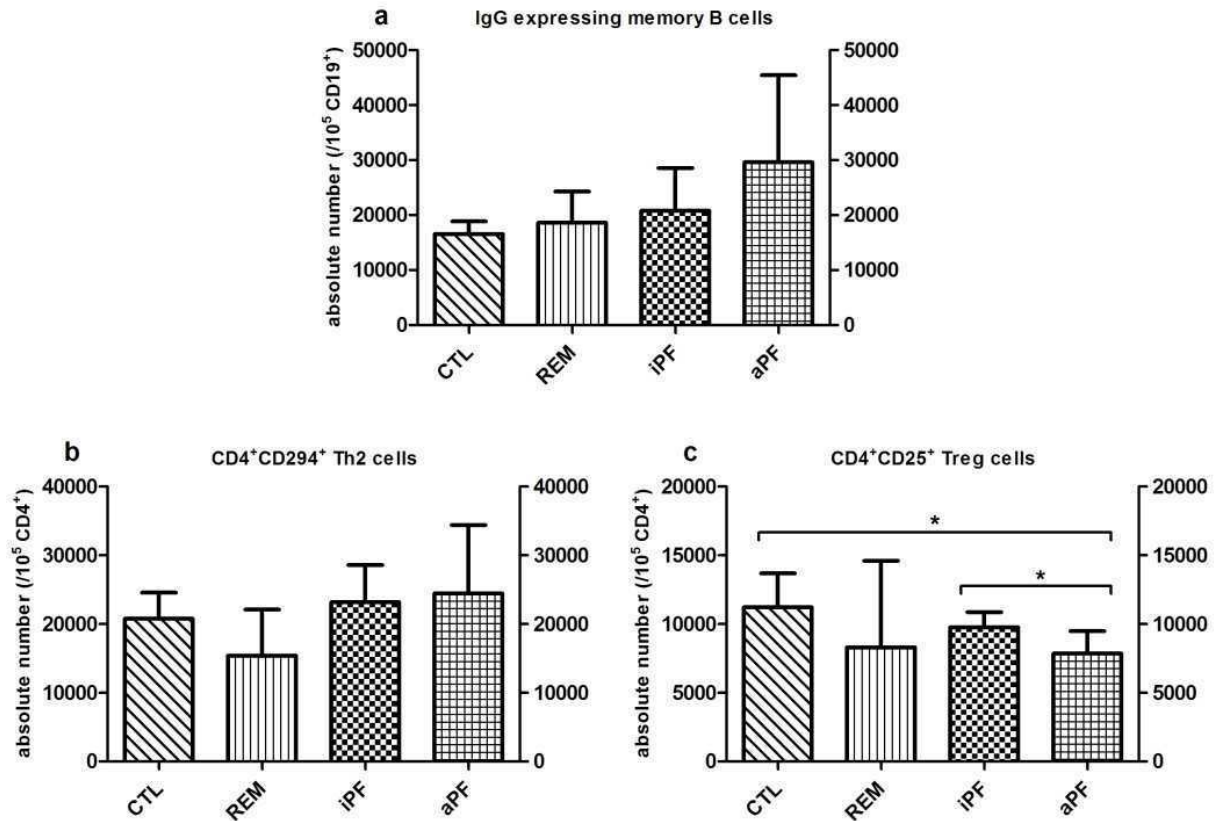 a IgG expressing memory B cells
absolute number (/10⁵ CD19⁺)
50000 50000
40000 40000
30000 30000
20000 20000
10000 10000
0 0
CTL REM iPF aPF
b CD4⁺CD294⁺ Th2 cells
absolute number (/10⁵ CD4⁺)
40000 40000
30000 30000
20000 20000
10000 10000
0 0
CTL REM iPF aPF
c CD4⁺CD25⁺ Treg cells
absolute number (/10⁵ CD4⁺)
20000 20000
*
15000 15000
*
10000 10000
5000 5000
0 0
CTL REM iPF aPF